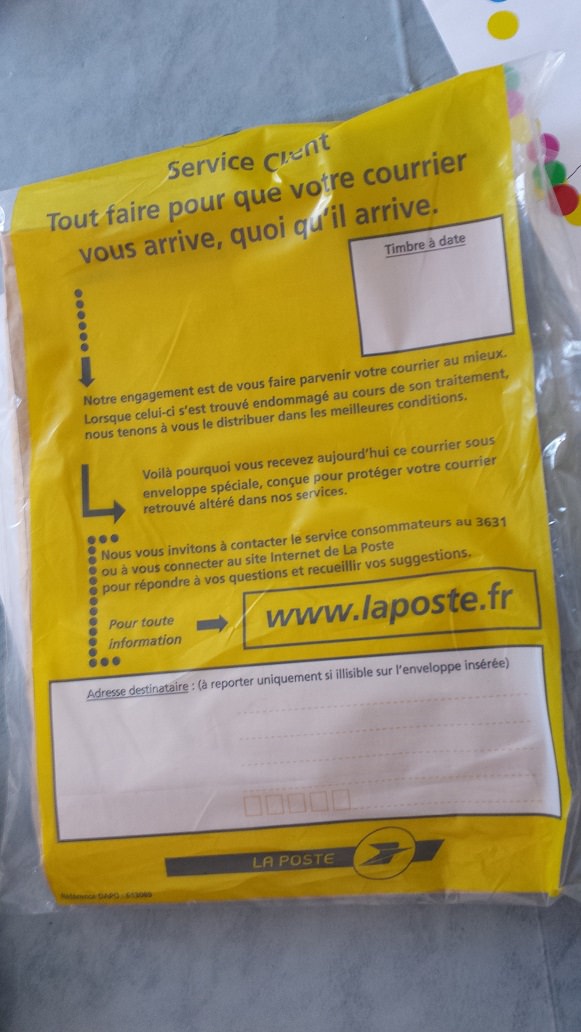 Service Client
Tout faire pour que votre courrier
vous arrive, quoi qu'il arrive.
Timbre à date
Notre engagement est de vous faire parvenir votre courrier au mieux.
Lorsque celui-ci s'est trouvé endommagé au cours de son traitement,
nous tenons à vous le distribuer dans les meilleures conditions.
Voilà pourquoi vous recevez aujourd'hui ce courrier sous
enveloppe spéciale, conçue pour protéger votre courrier
retrouvé altéré dans nos services.
Nous vous invitons à contacter le service consommateurs au 3631
ou à vous connecter au site Internet de La Poste
pour répondre à vos questions et recueillir vos suggestions.
Pour toute
information
www.laposte.fr
Adresse destinataire : (à reporter uniquement si illisible sur l'enveloppe insérée)
LA POSTE
Référence DAPO :